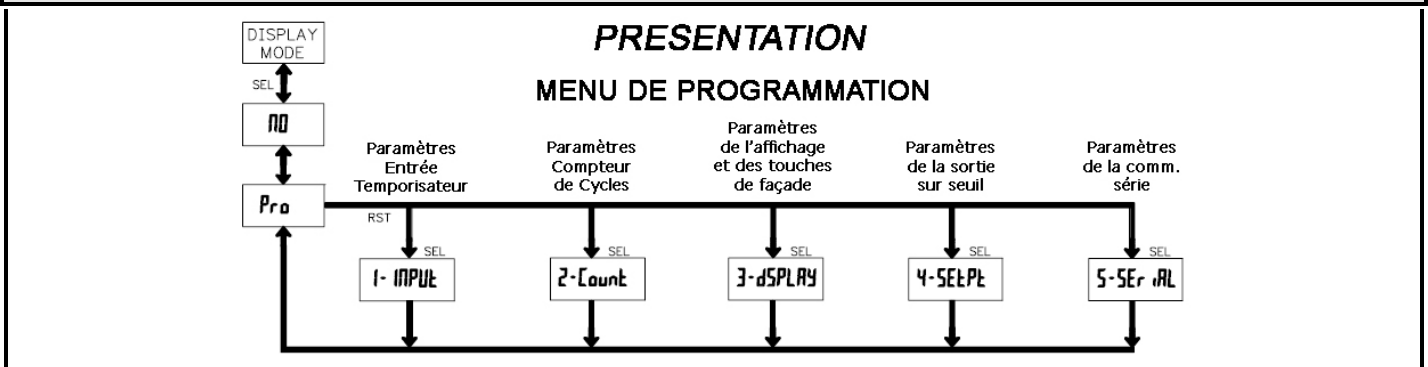 DISPLAY
MODE
PRESENTATION
SEL
MENU DE PROGRAMMATION
NO
Paramètres
Entrée
Temporisateur
Paramètres
Compteur
de Cycles
Paramètres
de l'affichage
et des touches
de façade
Paramètres
de la sortie
sur seuil
Paramètres
de la comm.
série
Pro
RST
SEL
SEL
SEL
SEL
SEL
1-INPUt
2-Count
3-dSPLAY
4-SEtPt
5-SEriAL